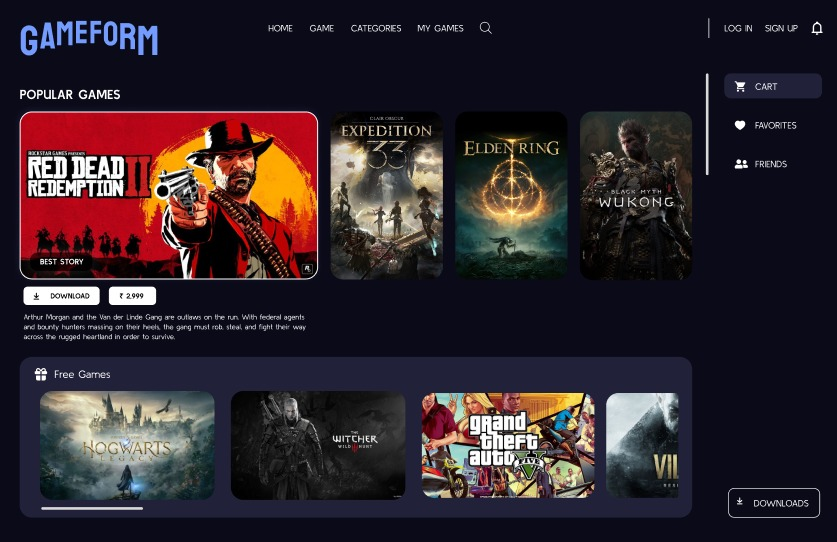 GAMEFORM
HOME GAME CATEGORIES MY GAMES
LOG IN SIGN UP
CART
FAVORITES
FRIENDS
POPULAR GAMES
ROCKSTAR GAMES PRESENTS
RED DEAD
REDEMPTION II
BEST STORY
CLAIR OBSCUR
EXPEDITION
33
ELDEN RING
BLACK MYTH
WUKONG
DOWNLOAD
₹ 2,999
Arthur Morgan and the Van der Linde Gang are outlaws on the run. With federal agents
and bounty hunters massing on their heels, the gang must rob, steal, and fight their way
across the rugged heartland in order to survive.
Free Games
HOGWARTS
LEGACY
THE
WITCHER
WILD HUNT
grand
theft
auto V
FIVE
VIL
DOWNLOADS